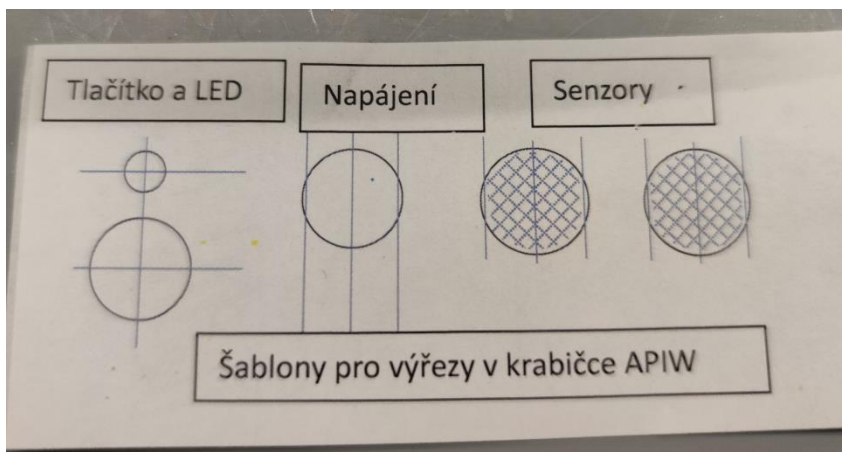 Tlačítko a LED
Napájení
Senzory
Šablony pro výřezy v krabičce APIW